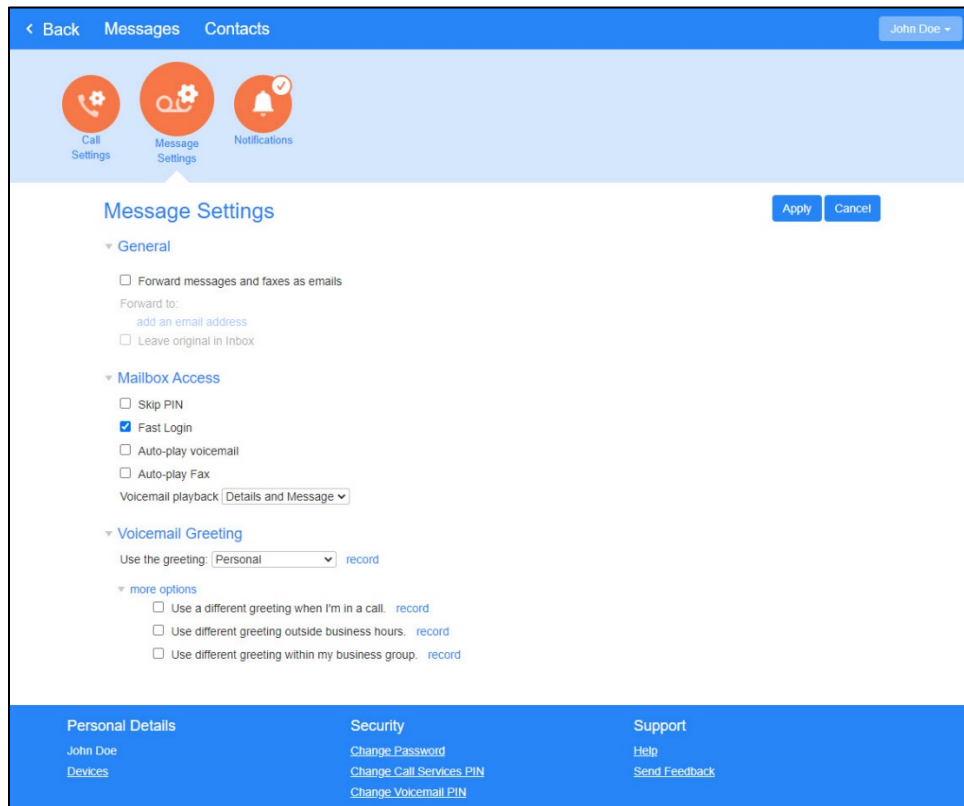 Back Messages Contacts John Doe
Call Settings
Message Settings
Notifications
Message Settings Apply Cancel
General
Forward messages and faxes as emails
Forward to:
add an email address
Leave original in Inbox
Mailbox Access
Skip PIN
Fast Login
Auto-play voicemail
Auto-play Fax
Voicemail playback Details and Message
Voicemail Greeting
Use the greeting: Personal record
more options
Use a different greeting when I'm in a call. record
Use different greeting outside business hours. record
Use different greeting within my business group. record
Personal Details Security Support
John Doe Change Password Help
Devices Change Call Services PIN Send Feedback
Change Voicemail PIN